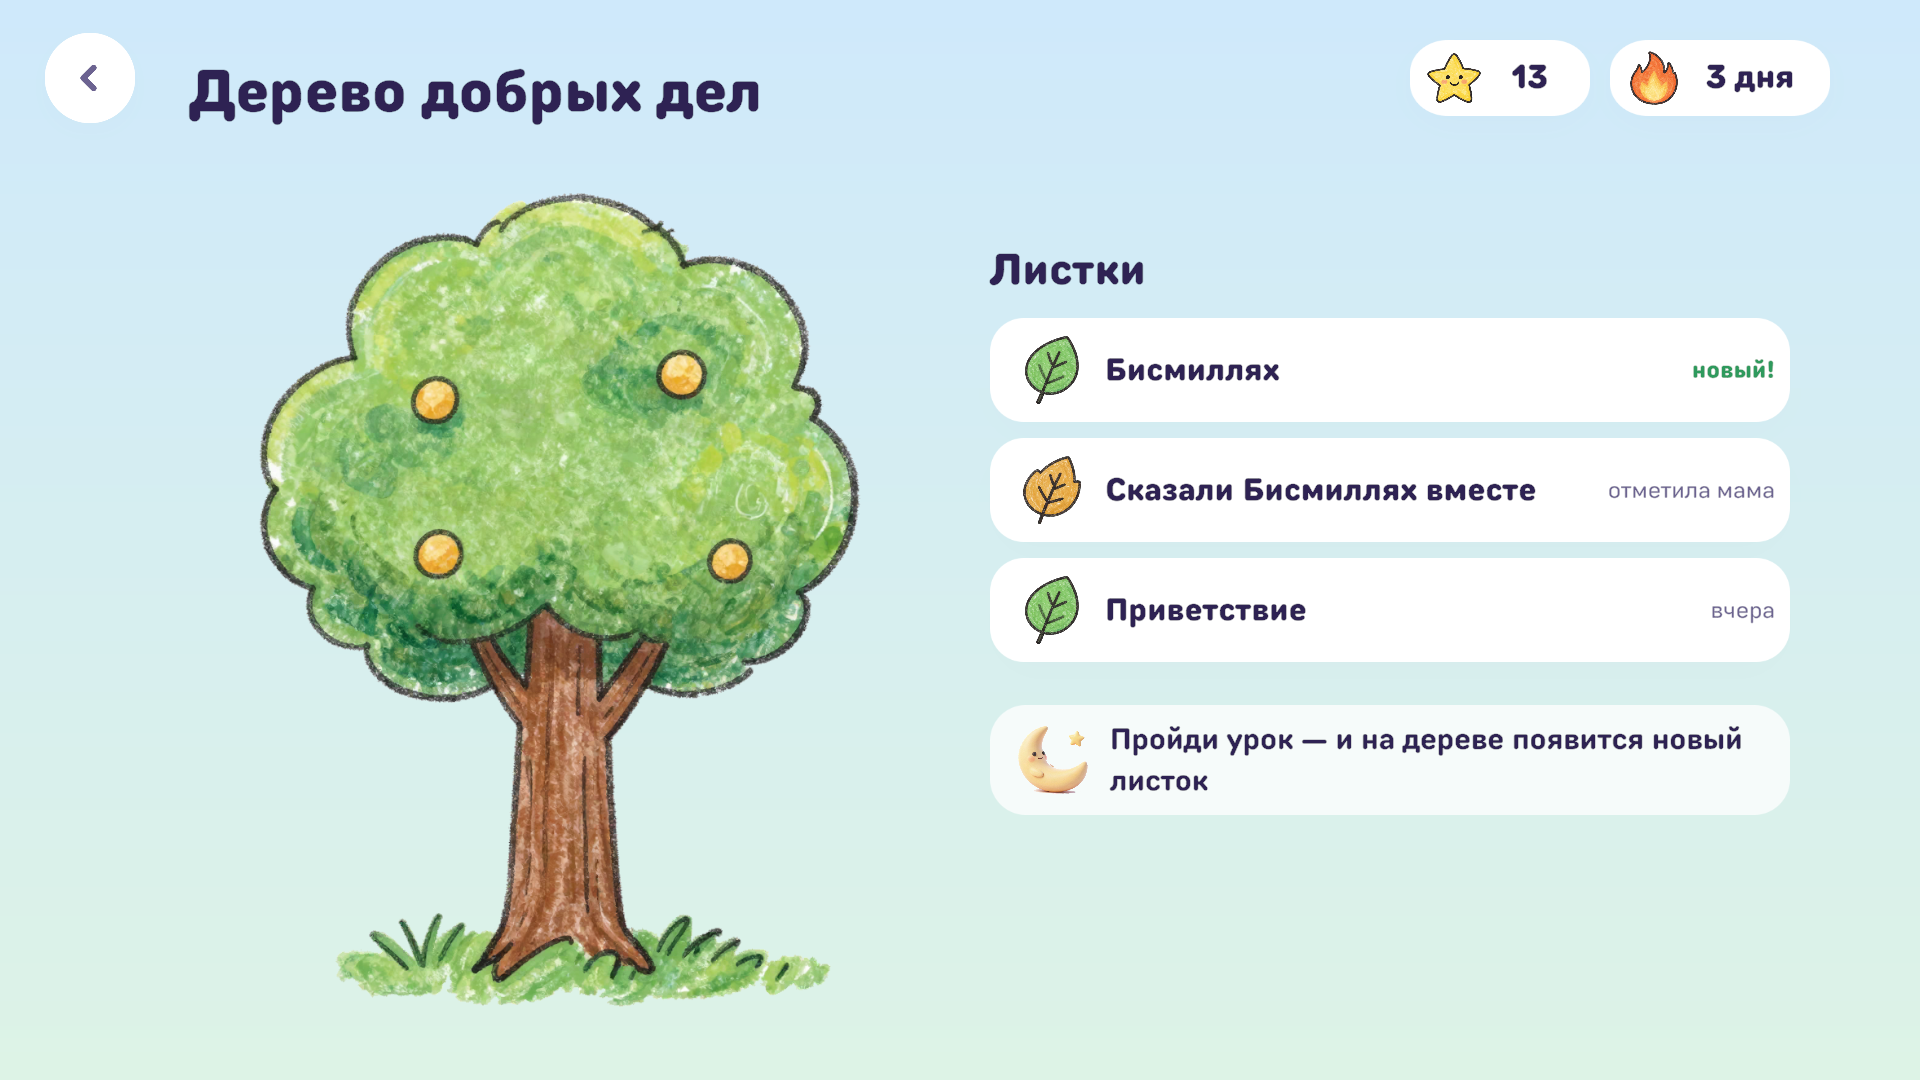 Дерево добрых дел
13
3 дня
Листки
Бисмиллях
новый!
Сказали Бисмиллях вместе
отметила мама
Приветствие
вчера
Пройди урок — и на дереве появится новый
листок